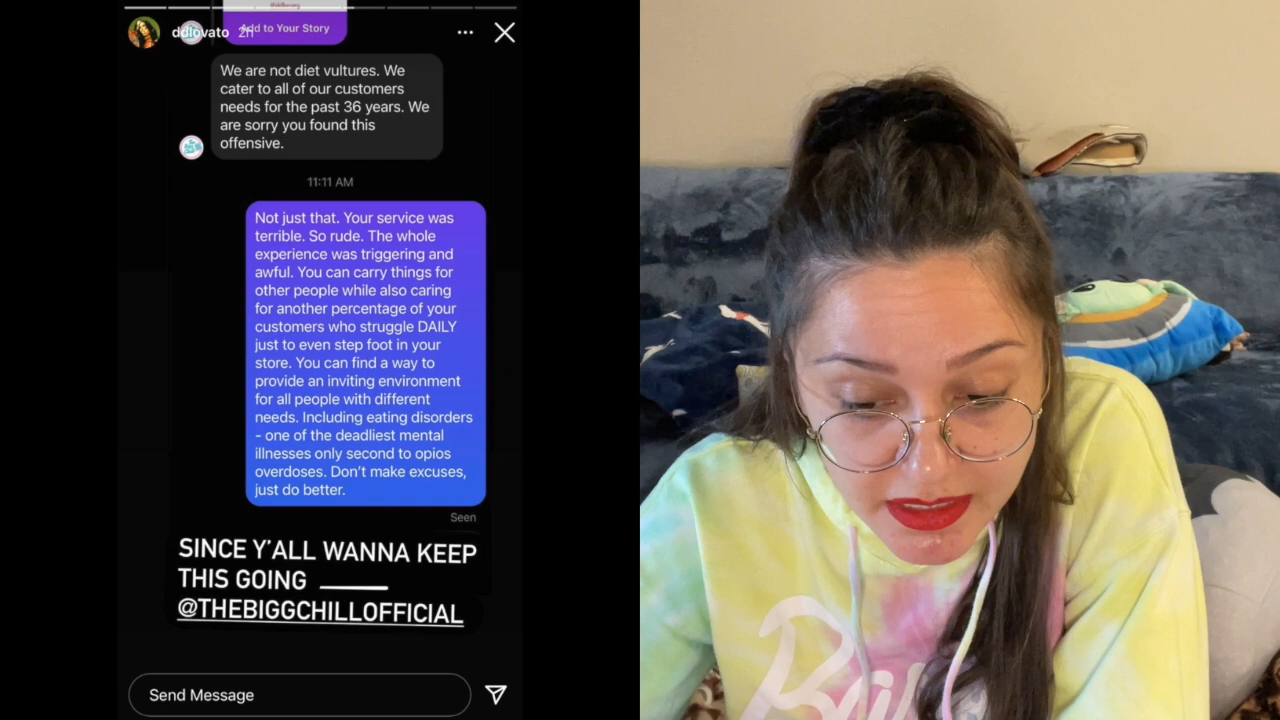 @ddlovato
Add to Your Story
ddlovato 2h
We are not diet vultures. We
cater to all of our customers
needs for the past 36 years. We
are sorry you found this
offensive.
11:11 AM
Not just that. Your service was
terrible. So rude. The whole
experience was triggering and
awful. You can carry things for
other people while also caring
for another percentage of your
customers who struggle DAILY
just to even step foot in your
store. You can find a way to
provide an inviting environment
for all people with different
needs. Including eating disorders
- one of the deadliest mental
illnesses only second to opios
overdoses. Don’t make excuses,
just do better.
Seen
SINCE Y’ALL WANNA KEEP
THIS GOING
@THEBIGGCHILLOFFICIAL
Send Message